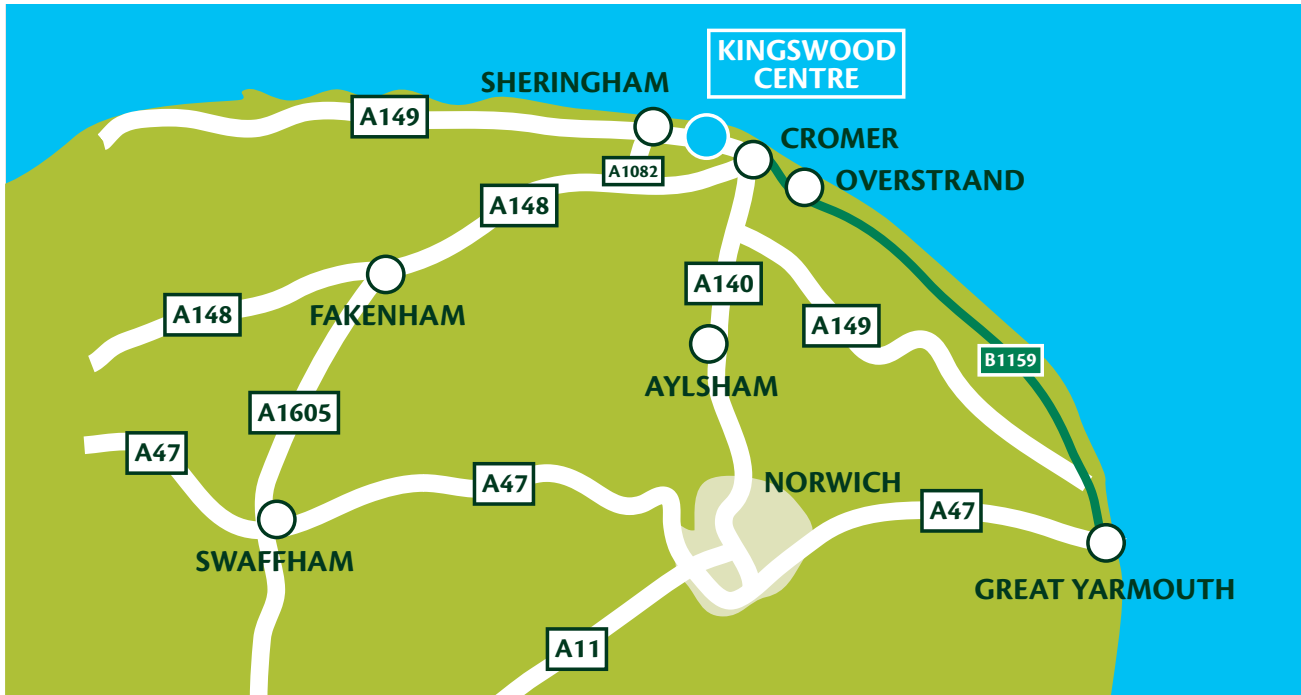 KINGSWOOD
CENTRE
SHERINGHAM
A149
CROMER
A1082
OVERSTRAND
A148
A140
A148
FAKENHAM
A149
B1159
AYLSHAM
A1605
A47
A47
NORWICH
A47
SWAFFHAM
GREAT YARMOUTH
A11